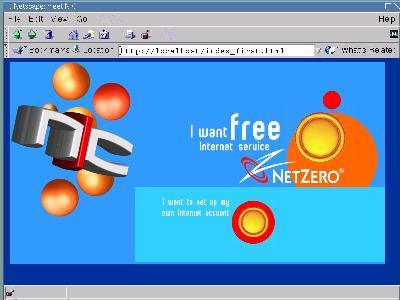 Netscape: meet N(
File Edit View Go Help
Bookmarks Location http://localhost/index_first.html What's Related
I want free
Internet service
NETZERO®
I want to set up my
own Internet account